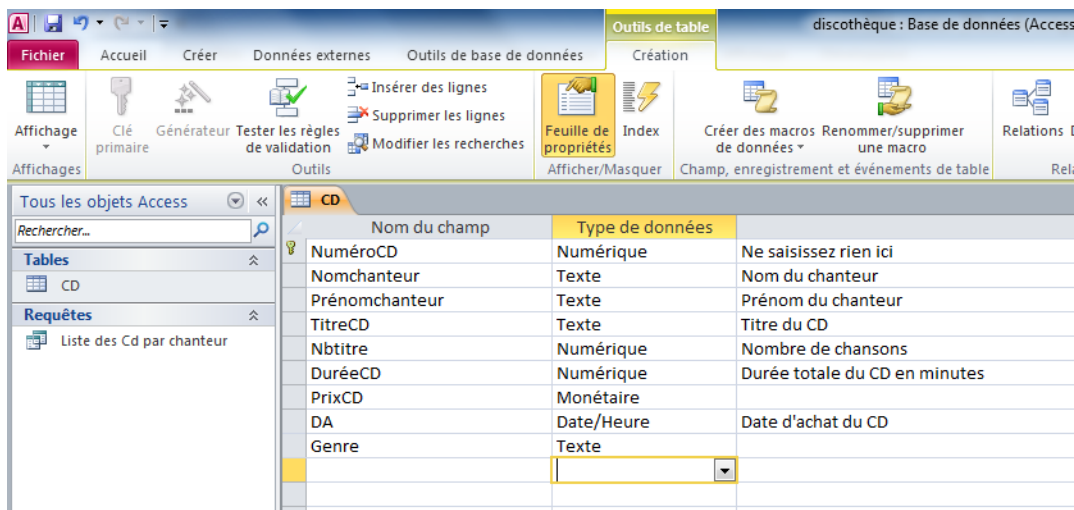 A
Outils de table
discothèque : Base de données (Access
Fichier Accueil Créer Données externes Outils de base de données Création
Affichage
Clé primaire
Générateur
Tester les règles de validation
Insérer des lignes
Supprimer les lignes
Modifier les recherches
Feuille de propriétés
Index
Créer des macros de données
Renommer/supprimer une macro
Relations
Affichages Outils Afficher/Masquer Champ, enregistrement et événements de table
Tous les objets Access «
Rechercher...
Tables
CD
Requêtes
Liste des Cd par chanteur
CD
Nom du champ Type de données
NuméroCD Numérique Ne saisissez rien ici
Nomchanteur Texte Nom du chanteur
Prénomchanteur Texte Prénom du chanteur
TitreCD Texte Titre du CD
Nbtitre Numérique Nombre de chansons
DuréeCD Numérique Durée totale du CD en minutes
PrixCD Monétaire
DA Date/Heure Date d'achat du CD
Genre Texte